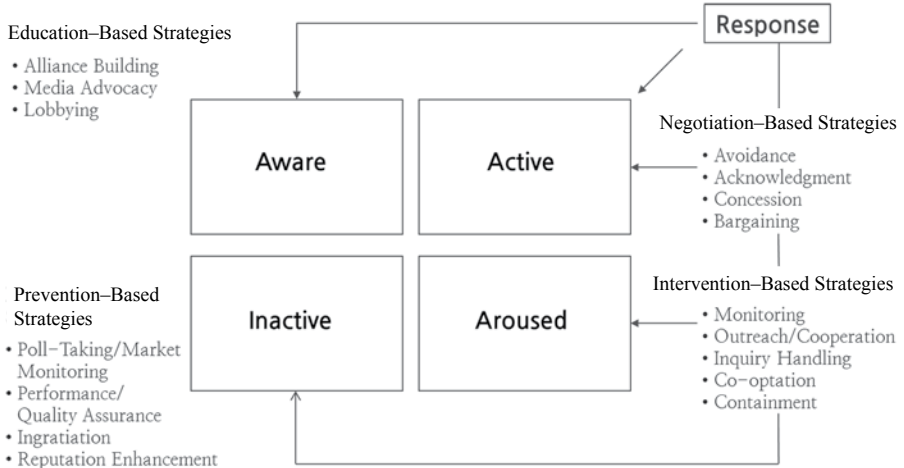 Response
Education–Based Strategies
• Alliance Building
• Media Advocacy
• Lobbying
Aware
Active
Negotiation–Based Strategies
• Avoidance
• Acknowledgment
• Concession
• Bargaining
Prevention–Based
Strategies
• Poll-Taking/Market
Monitoring
• Performance/
Quality Assurance
• Ingratiation
• Reputation Enhancement
Inactive
Aroused
Intervention–Based Strategies
• Monitoring
• Outreach/Cooperation
• Inquiry Handling
• Co-optation
• Containment